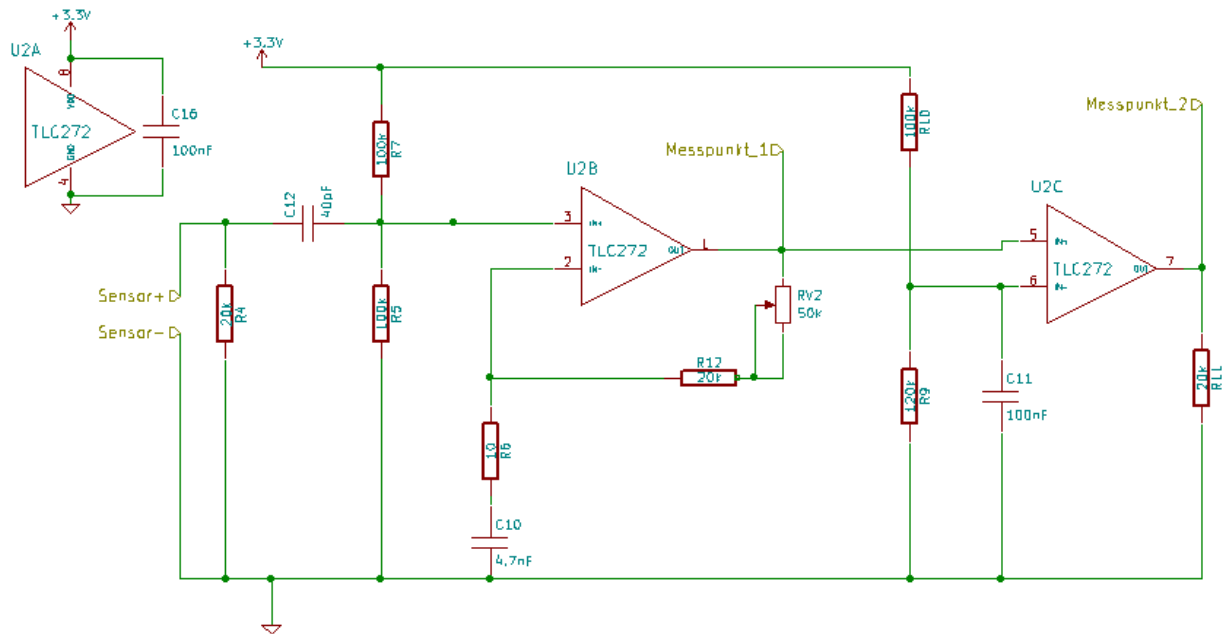 +3.3V
U2A
8
VDD
TLC272
GND
4
C16
100nF
+3.3V
100k
R7
C12
40pF
Sensor+
Sensor-
20k
R4
100k
R5
U2B
3
IN+
TLC272
2
IN-
OUT
1
Messpunkt_1
RV2
50k
R12
20k
10
R6
C10
4,7nF
100k
R10
120k
R9
C11
100nF
U2C
5
TLC272
6
OUT
7
Messpunkt_2
20k
R11